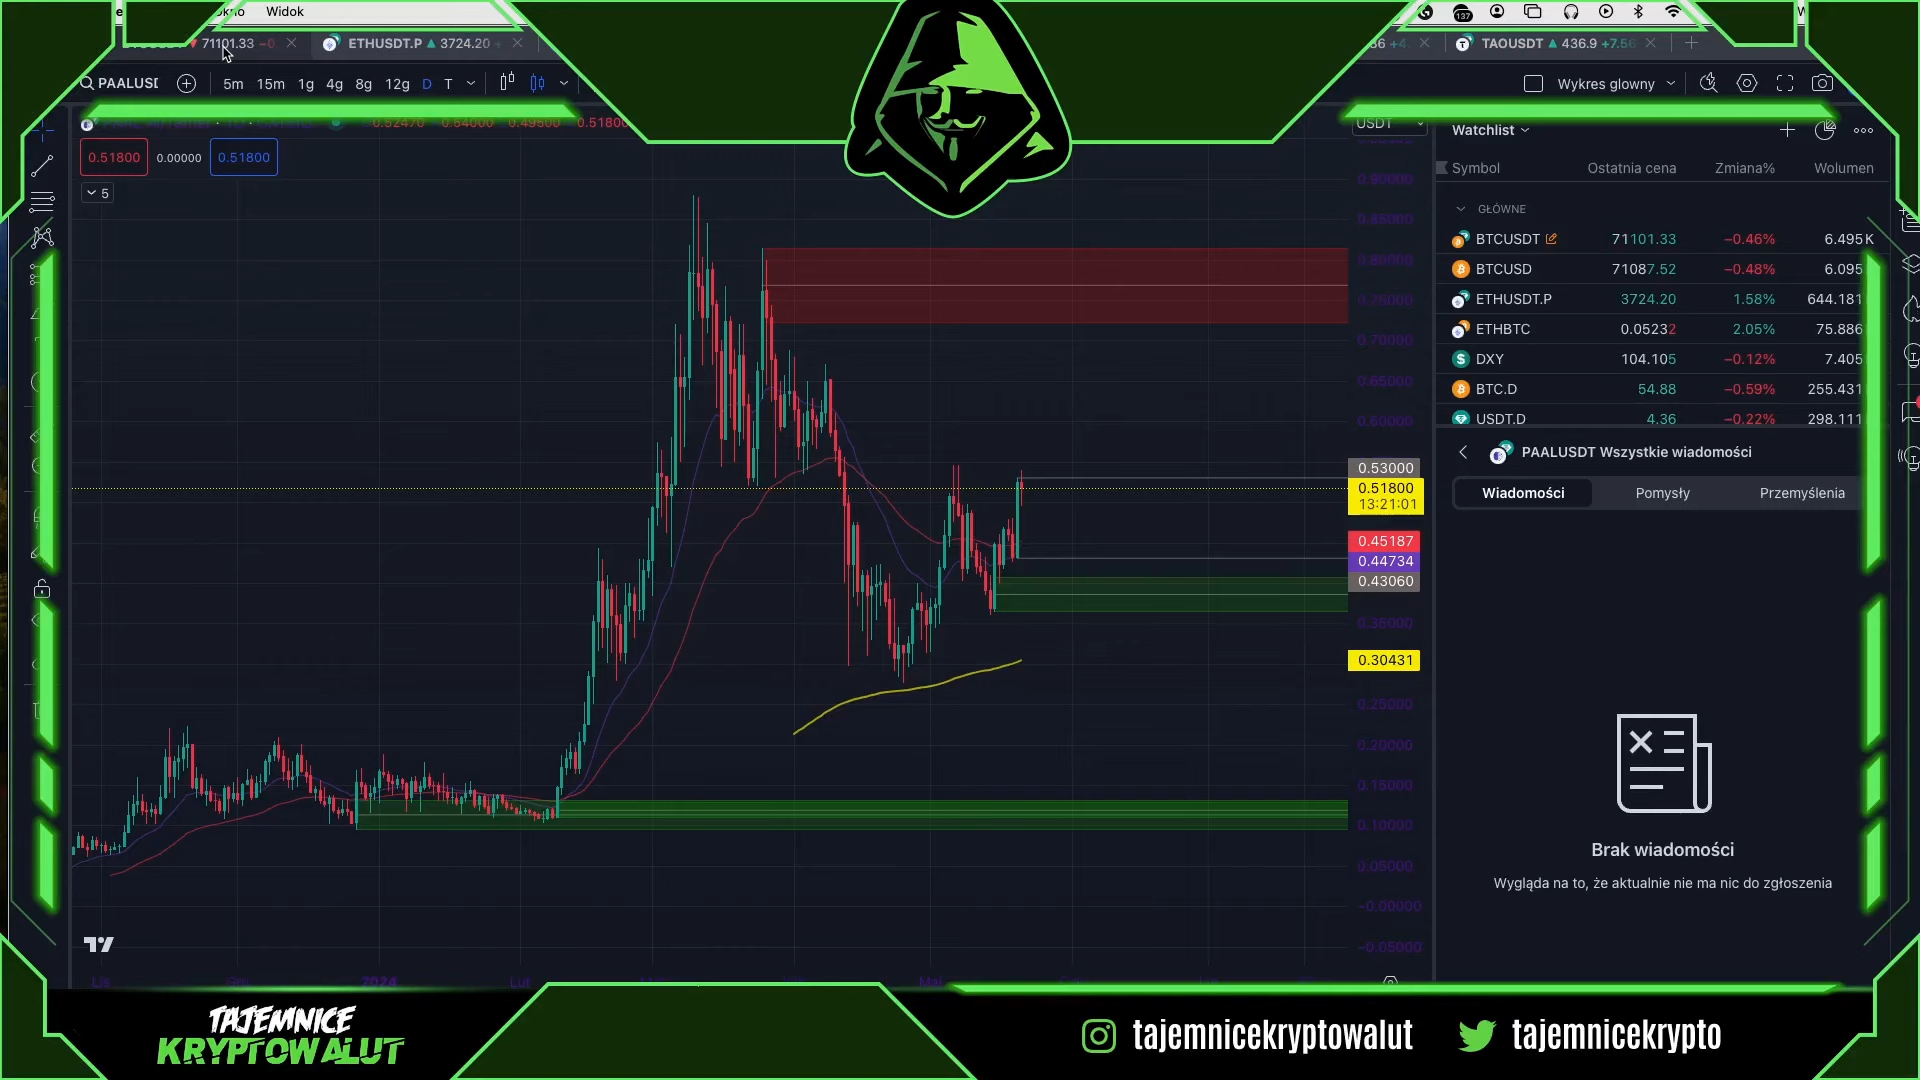 Widok
137
71101.33
ETHUSDT.P 3724.20
TAOUSDT 436.9 +7.56
5m 15m 1g 4g 8g 12g D T
Wykres glowny
0.51800 0.00000 0.51800
5
USDT
0.90000
0.85000
0.80000
0.75000
0.70000
0.65000
0.60000
0.53000
0.51800
13:21:01
0.45187
0.44734
0.43060
0.35000
0.30431
0.25000
0.20000
0.15000
0.10000
0.05000
-0.00000
-0.05000
Lis 2024 Lut Maj
Watchlist
Symbol Ostatnia cena Zmiana% Wolumen
GŁÓWNE
BTCUSDT 71101.33 −0.46% 6.495K
BTCUSD 71087.52 −0.48% 6.095
ETHUSDT.P 3724.20 1.58% 644.181
ETHBTC 0.05232 2.05% 75.886
DXY 104.105 −0.12% 7.405
BTC.D 54.88 −0.59% 255.431
USDT.D 4.36 −0.22% 298.111
PAALUSDT Wszystkie wiadomości
Wiadomości Pomysły Przemyślenia
Brak wiadomości
Wygląda na to, że aktualnie nie ma nic do zgłoszenia
TAJEMNICE
KRYPTOWALUT
tajemnicekryptowalut tajemnicekrypto